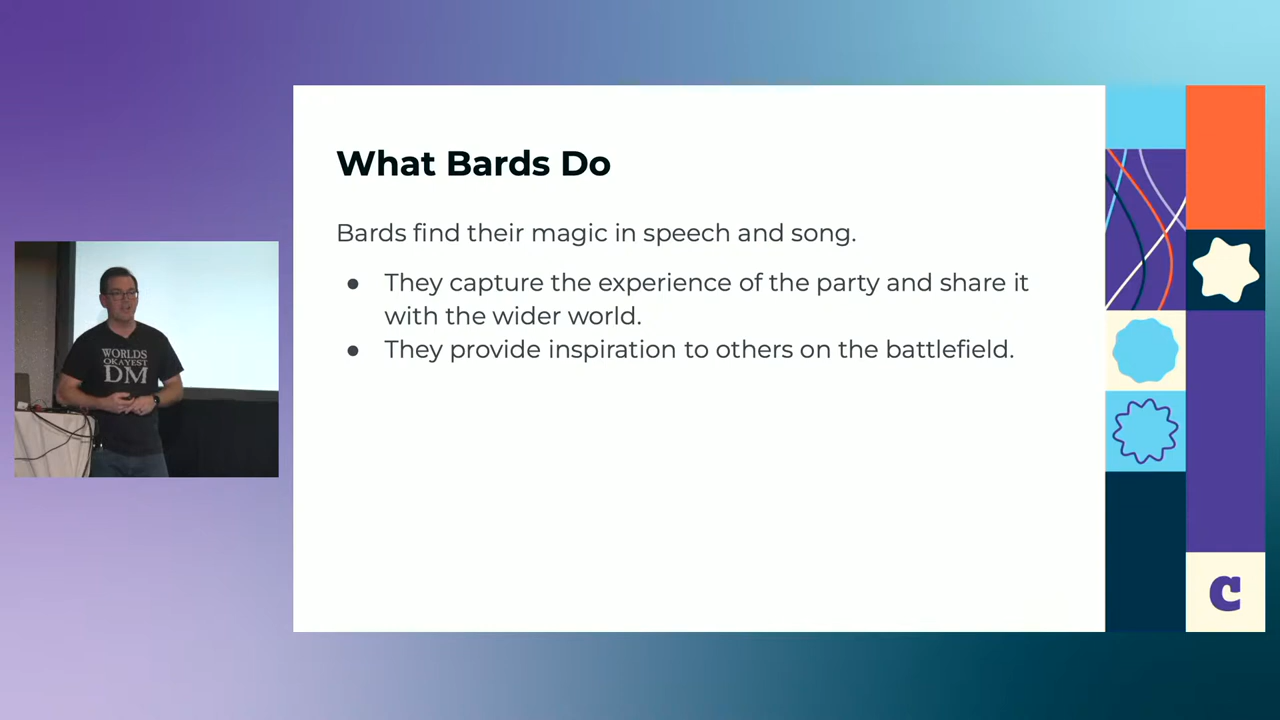 What Bards Do
Bards find their magic in speech and song.
● They capture the experience of the party and share it
with the wider world.
● They provide inspiration to others on the battlefield.
WORLDS
OKAYEST
DM
C